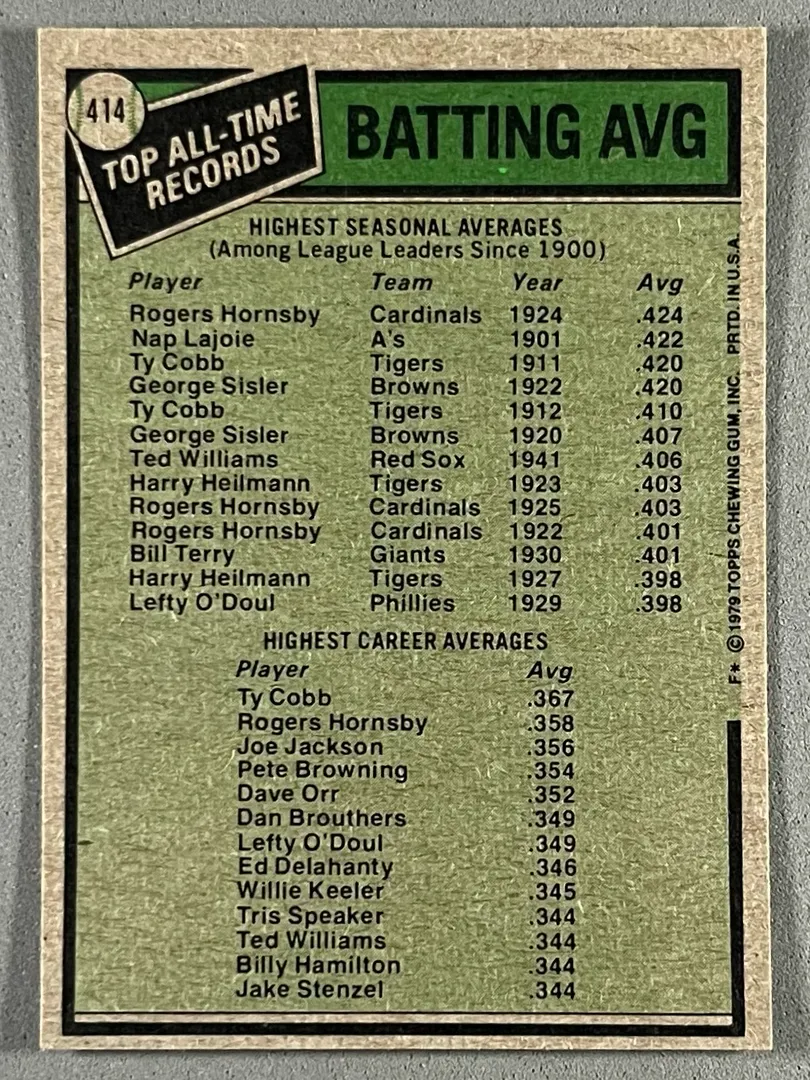 414
TOP ALL-TIME
RECORDS
BATTING AVG
HIGHEST SEASONAL AVERAGES
(Among League Leaders Since 1900)
Player Team Year Avg
Rogers Hornsby Cardinals 1924 .424
Nap Lajoie A's 1901 .422
Ty Cobb Tigers 1911 .420
George Sisler Browns 1922 .420
Ty Cobb Tigers 1912 .410
George Sisler Browns 1920 .407
Ted Williams Red Sox 1941 .406
Harry Heilmann Tigers 1923 .403
Rogers Hornsby Cardinals 1925 .403
Rogers Hornsby Cardinals 1922 .401
Bill Terry Giants 1930 .401
Harry Heilmann Tigers 1927 .398
Lefty O'Doul Phillies 1929 .398
HIGHEST CAREER AVERAGES
Player Avg
Ty Cobb .367
Rogers Hornsby .358
Joe Jackson .356
Pete Browning .354
Dave Orr .352
Dan Brouthers .349
Lefty O'Doul .349
Ed Delahanty .346
Willie Keeler .345
Tris Speaker .344
Ted Williams .344
Billy Hamilton .344
Jake Stenzel .344
F* © 1979 TOPPS CHEWING GUM, INC. PRTD. IN U.S.A.